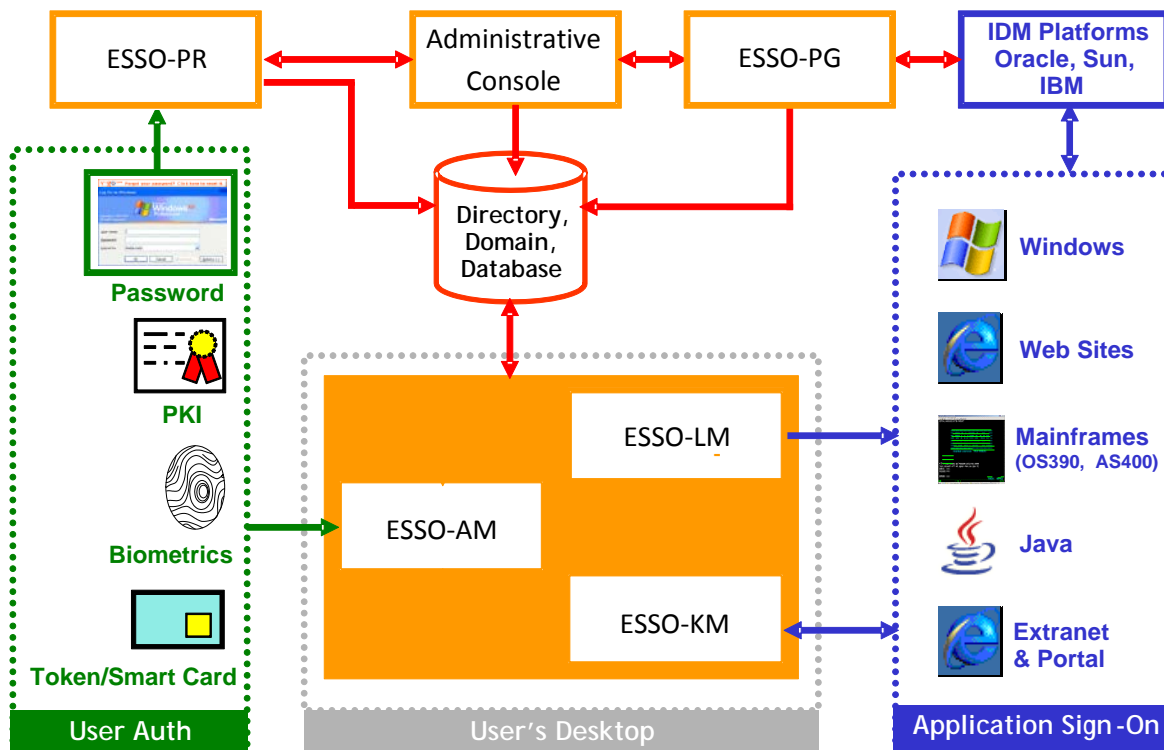 ESSO-PR
Administrative
Console
ESSO-PG
IDM Platforms
Oracle, Sun,
IBM
Directory,
Domain,
Database
Password
PKI
Biometrics
Token/Smart Card
User Auth
ESSO-LM
ESSO-AM
ESSO-KM
User's Desktop
Windows
Web Sites
Mainframes
(OS390, AS400)
Java
Extranet
& Portal
Application Sign-On